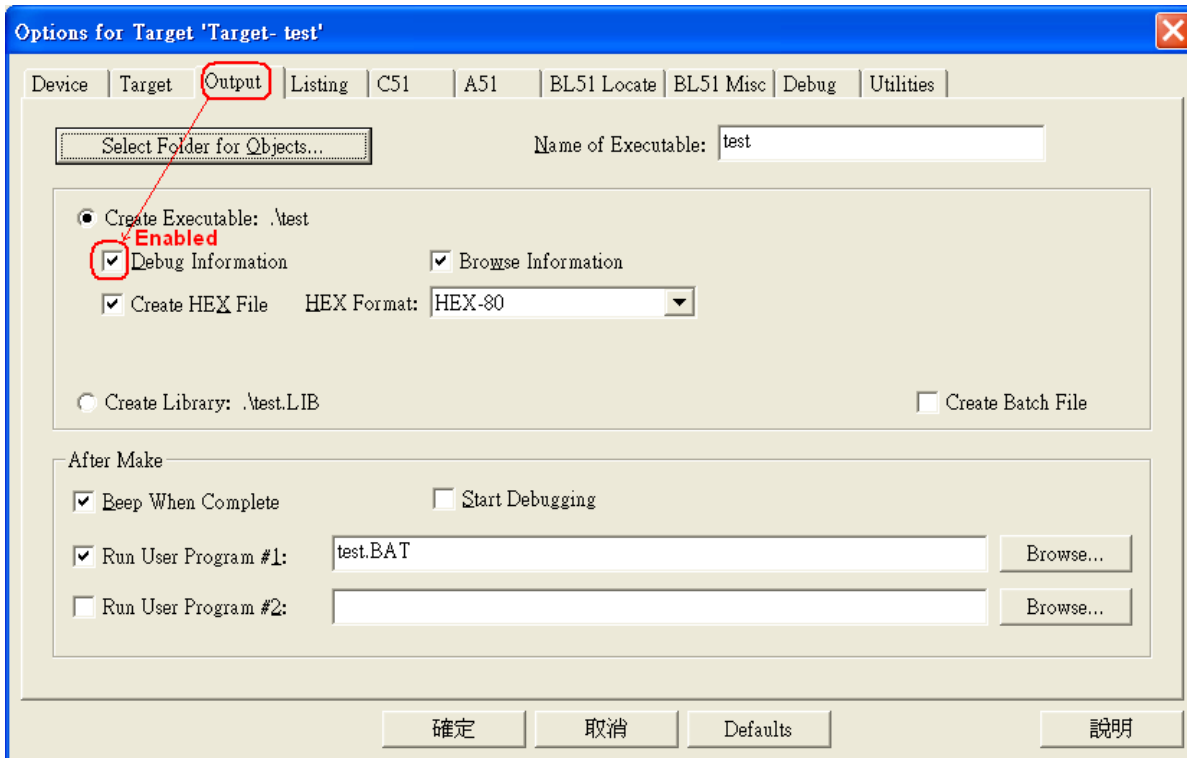 Options for Target 'Target- test'
Device Target Output Listing C51 A51 BL51 Locate BL51 Misc Debug Utilities
Select Folder for Objects... Name of Executable: test
Create Executable: .\test
Enabled
Debug Information Browse Information
Create HEX File HEX Format: HEX-80
Create Library: .\test.LIB Create Batch File
After Make
Beep When Complete Start Debugging
Run User Program #1: test.BAT Browse...
Run User Program #2: Browse...
確定 取消 Defaults 說明